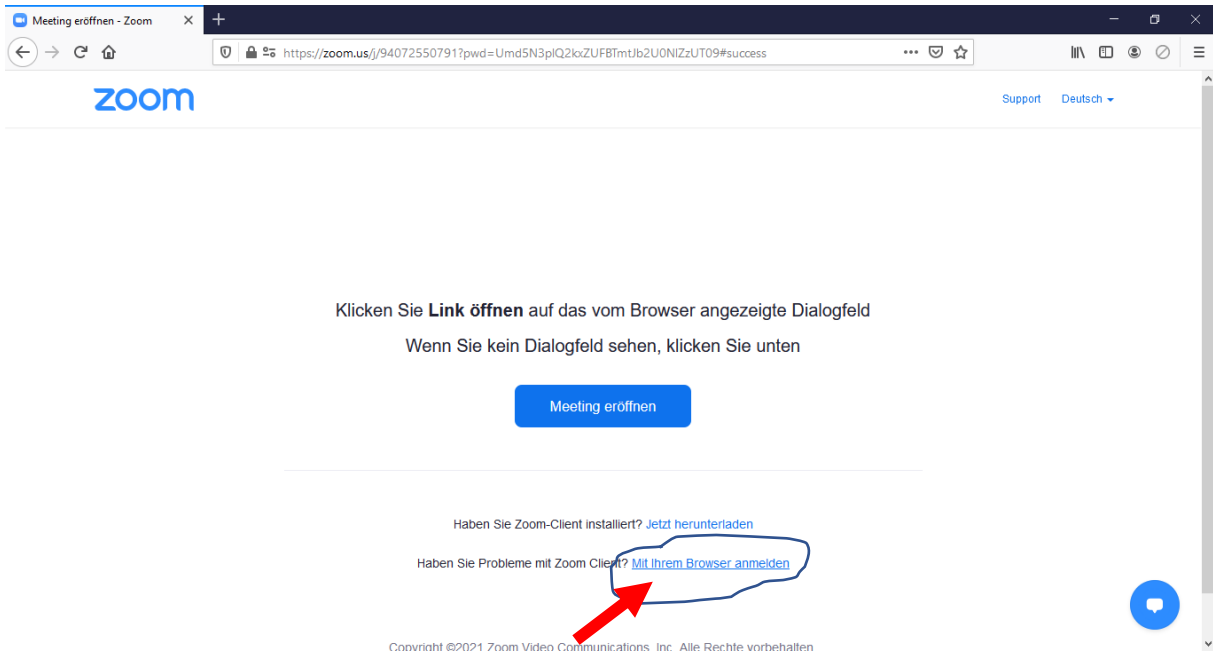 Meeting eröffnen - Zoom
https://zoom.us/j/94072550791?pwd=Umd5N3plQ2kxZUFBTmtJb2U0NlZzUT09#success
zoom
Support Deutsch
Klicken Sie Link öffnen auf das vom Browser angezeigte Dialogfeld
Wenn Sie kein Dialogfeld sehen, klicken Sie unten
Meeting eröffnen
Haben Sie Zoom-Client installiert? Jetzt herunterladen
Haben Sie Probleme mit Zoom Client? Mit Ihrem Browser anmelden
Copyright ©2021 Zoom Video Communications, Inc. Alle Rechte vorbehalten